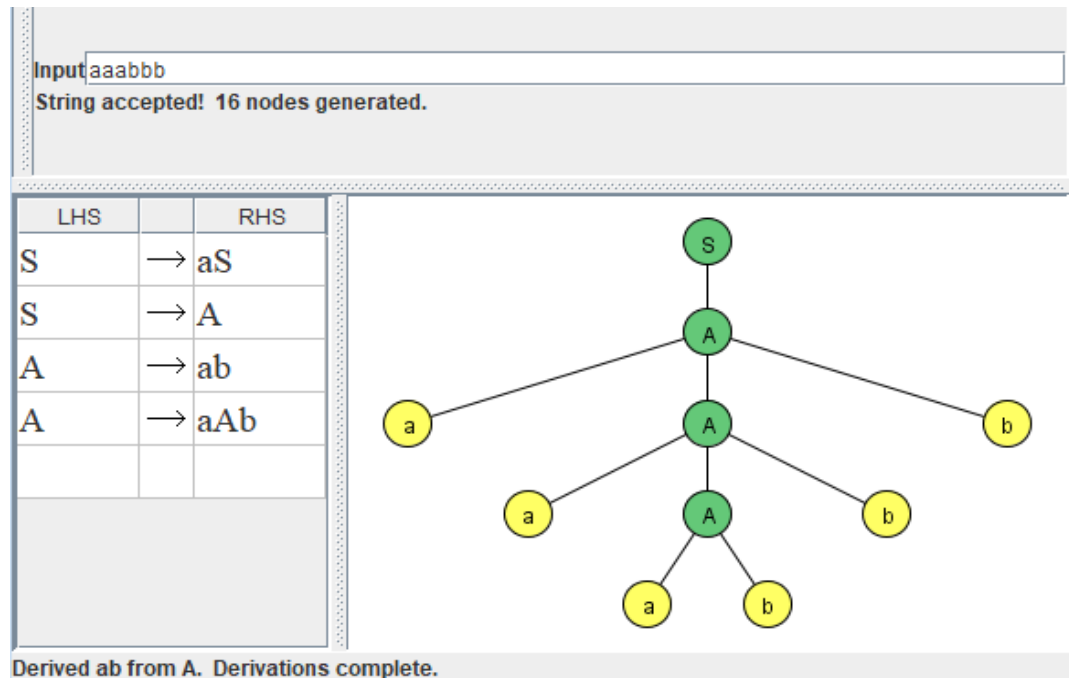 Input aaabbb
String accepted! 16 nodes generated.
LHS RHS
S → aS
S → A
A → ab
A → aAb
S
A
a A b
a A b
a b
Derived ab from A. Derivations complete.